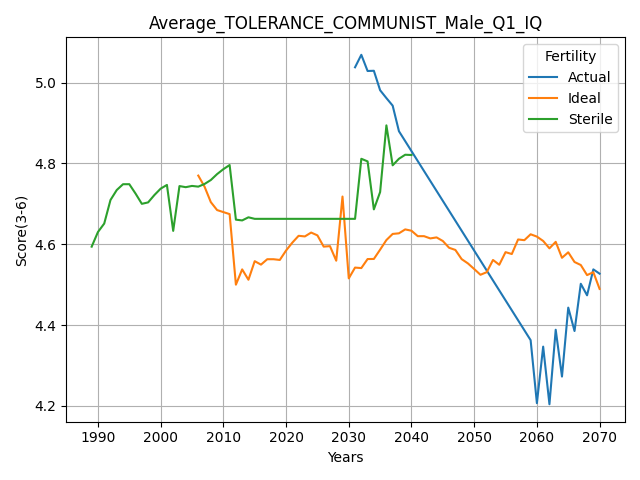 Average_TOLERANCE_COMMUNIST_Male_Q1_IQ
Fertility
Actual
Ideal
Sterile
Score(3-6)
5.0
4.8
4.6
4.4
4.2
1990 2000 2010 2020 2030 2040 2050 2060 2070
Years